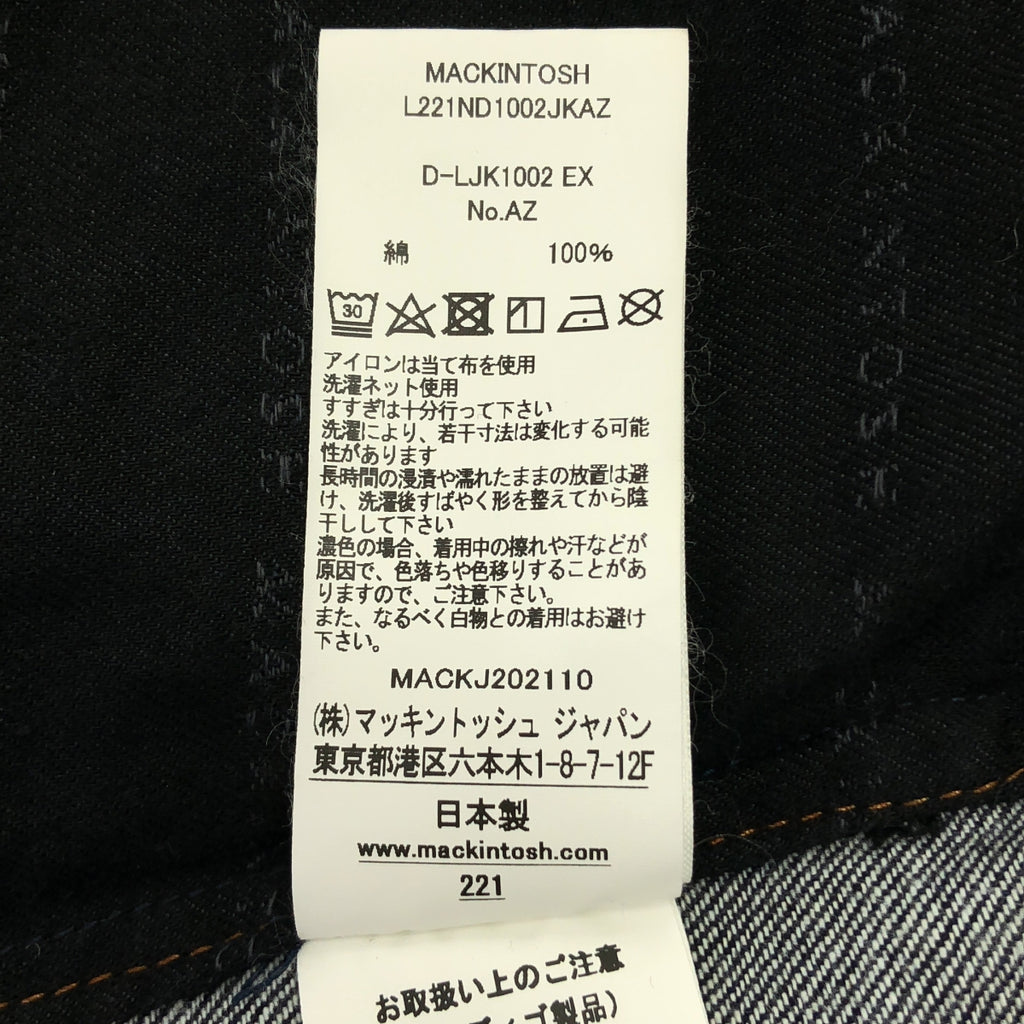 MACKINTOSH
L221ND1002JKAZ
D-LJK1002 EX
No.AZ
綿 100%
30
アイロンは当て布を使用
洗濯ネット使用
すすぎは十分行って下さい
洗濯により、若干寸法は変化する可能
性があります
長時間の浸漬や濡れたままの放置は避
け、洗濯後すばやく形を整えてから陰
干しして下さい
濃色の場合、着用中の擦れや汗などが
原因で、色落ちや色移りすることがあ
りますので、ご注意下さい。
また、なるべく白物との着用はお避け
下さい。
MACKJ202110
(株)マッキントッシュ ジャパン
東京都港区六本木1-8-7-12F
日本製
www.mackintosh.com
221
お取扱い上のご注意
ィゴ製品)